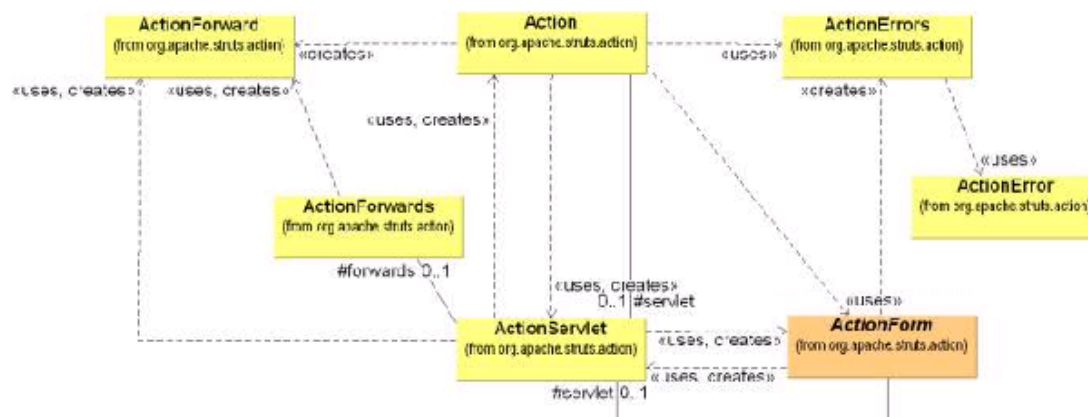 ActionForward
(from org.apache.struts.action)
Action
(from org.apache.struts.action)
ActionErrors
(from org.apache.struts.action)
«creates»
«uses»
«uses, creates»
«uses, creates»
«creates»
«uses, creates»
«uses»
ActionError
(from org.apache.struts.action)
ActionForwards
(from org.apache.struts.action)
#forwards 0..1
«uses, creates»
0..1 #servlet
«uses»
ActionServlet
(from org.apache.struts.action)
ActionForm
(from org.apache.struts.action)
«uses, creates»
«uses, creates»
#servlet 0..1